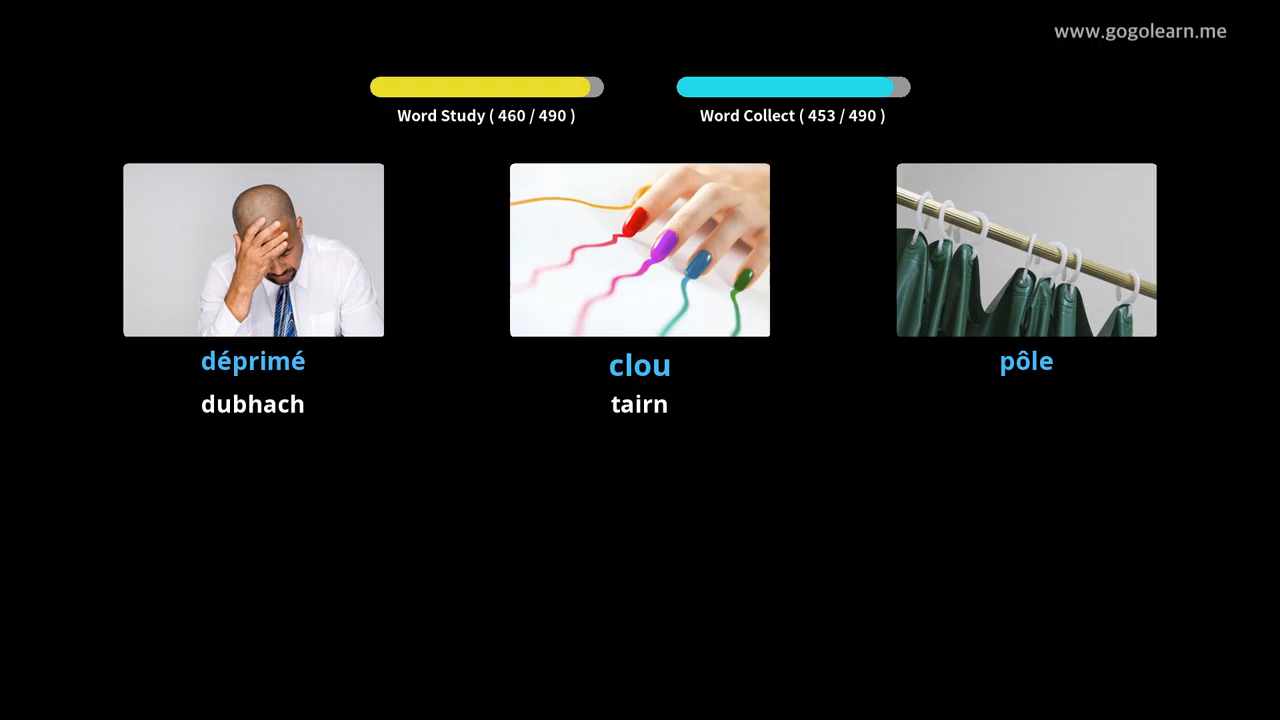 www.gogolearn.me
Word Study ( 460 / 490 )
Word Collect ( 453 / 490 )
déprimé
clou
pôle
dubhach
tairn